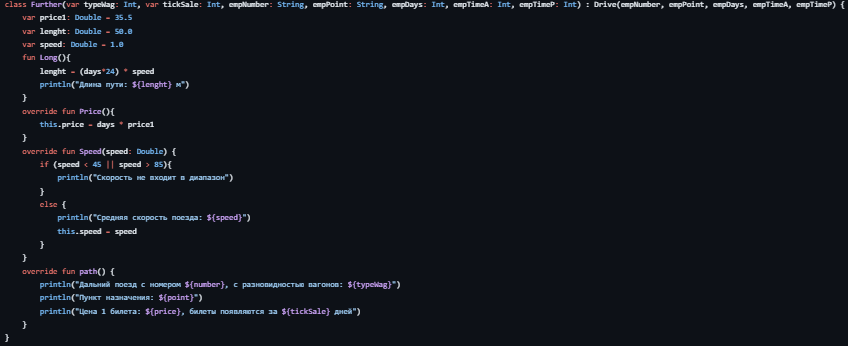 class Further(var typeWag: Int, var tickSale: Int, empNumber: String, empPoint: String, empDays: Int, empTimeA: Int, empTimeP: Int) : Drive(empNumber, empPoint, empDays, empTimeA, empTimeP) {
    var price1: Double = 35.5
    var lenght: Double = 50.0
    var speed: Double = 1.0
    fun Long(){
        lenght = (days*24) * speed
        println("Длина пути: ${lenght} м")
    }
    override fun Price(){
        this.price = days * price1
    }
    override fun Speed(speed: Double) {
        if (speed < 45 || speed > 85){
            println("Скорость не входит в диапазон")
        }
        else {
            println("Средняя скорость поезда: ${speed}")
            this.speed = speed
        }
    }
    override fun path() {
        println("Дальний поезд с номером ${number}, с разновидностью вагонов: ${typeWag}")
        println("Пункт назначения: ${point}")
        println("Цена 1 билета: ${price}, билеты появляются за ${tickSale} дней")
    }
}